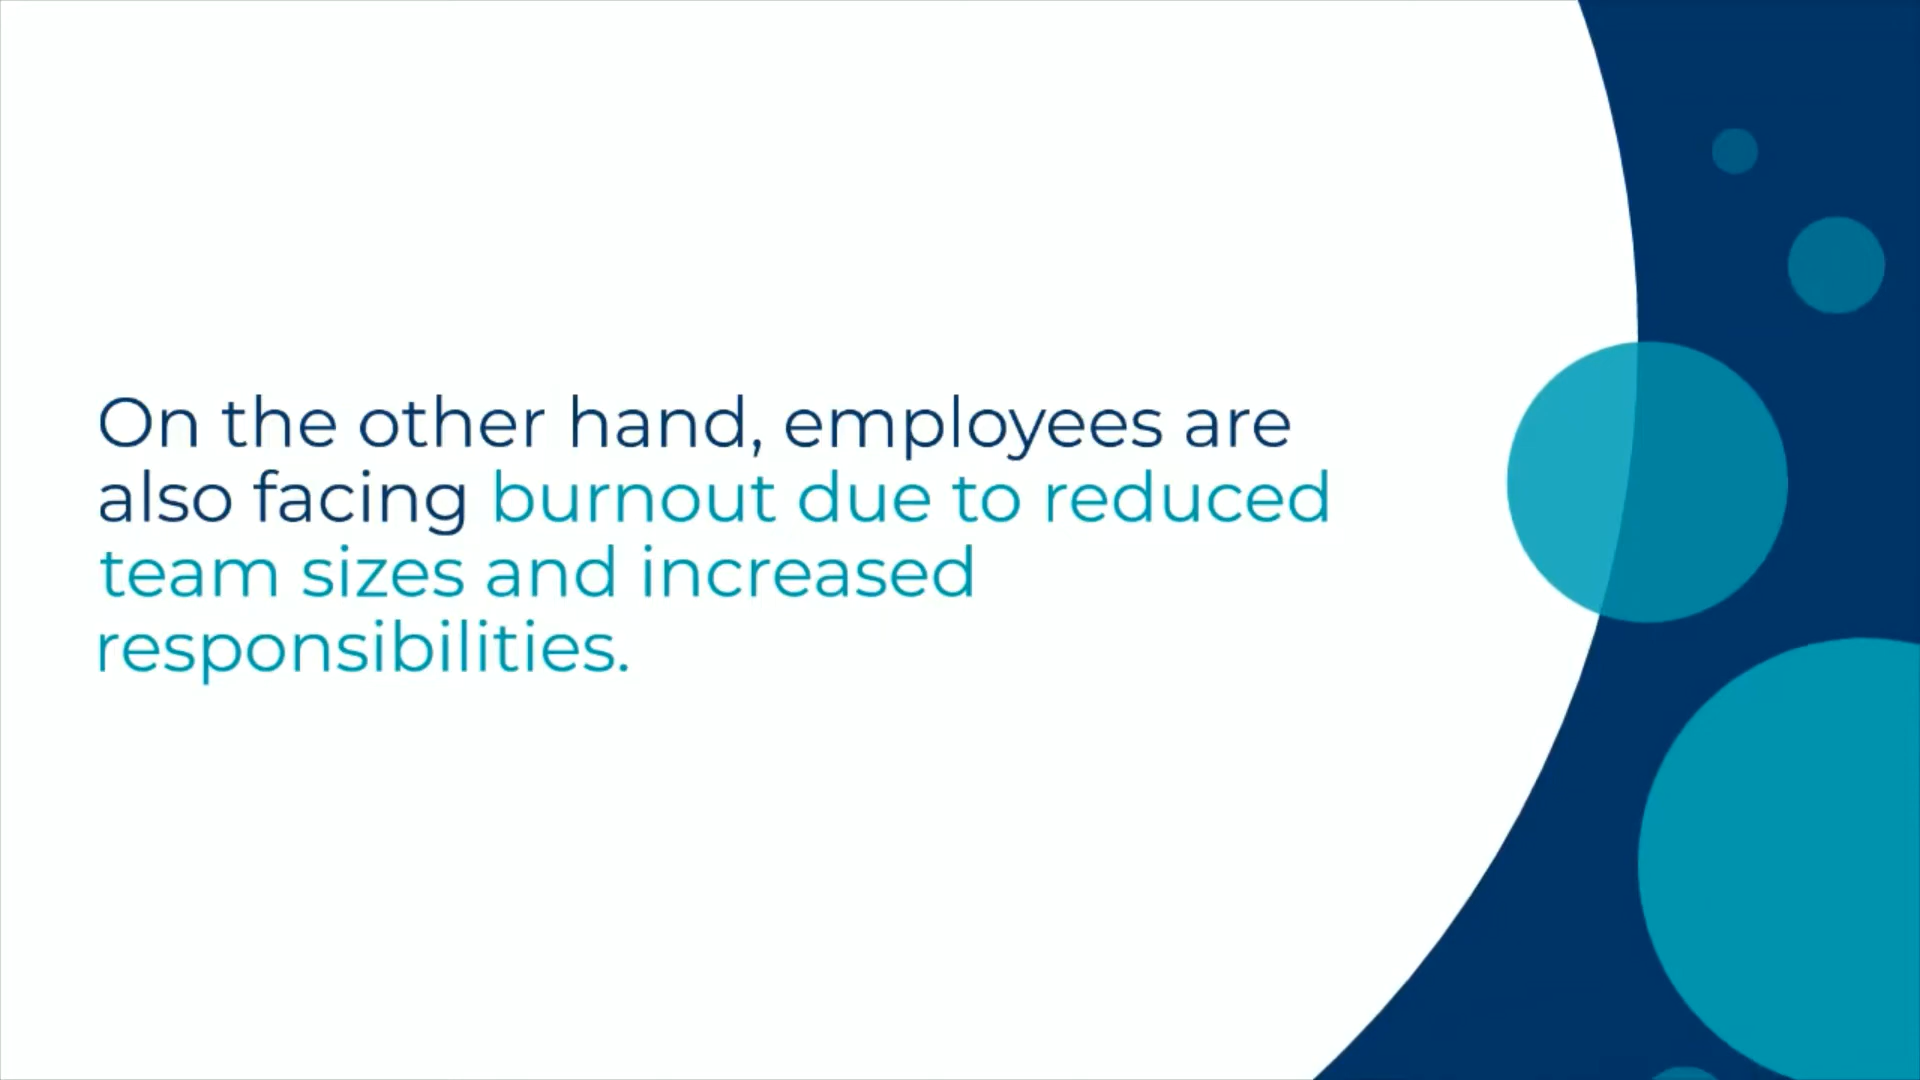 On the other hand, employees are
also facing burnout due to reduced
team sizes and increased
responsibilities.